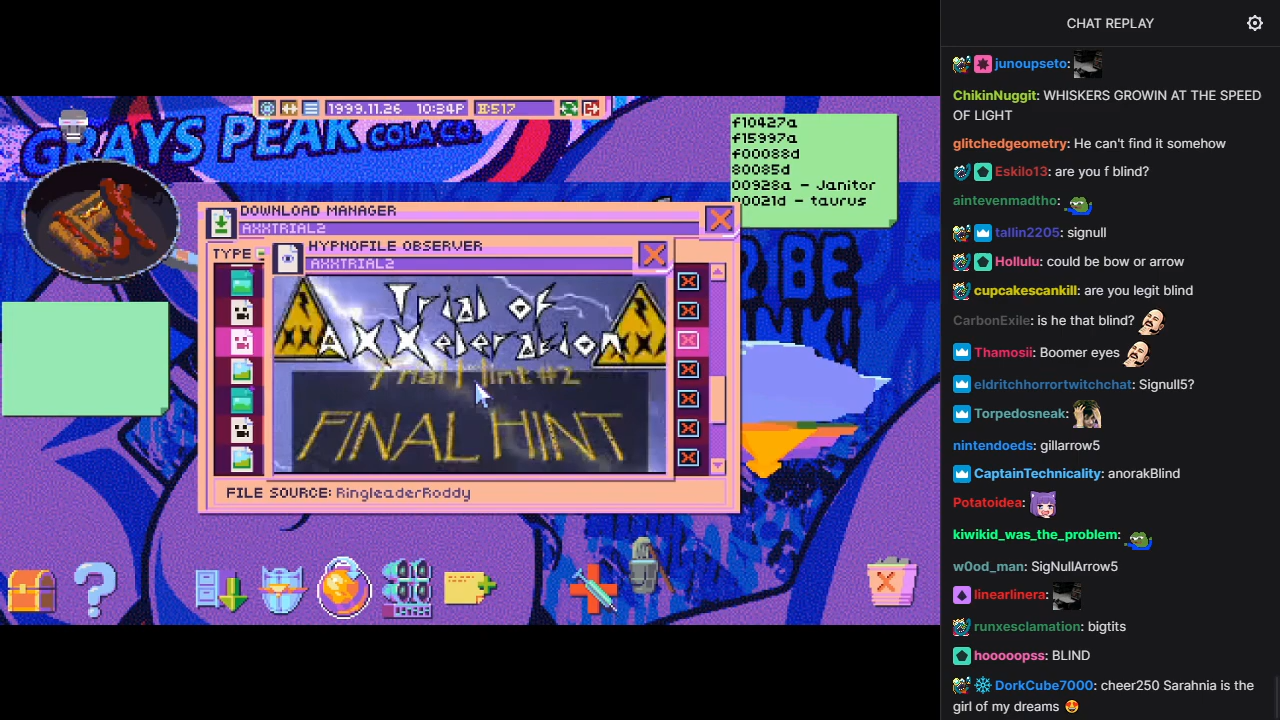 GRAYS PEAK COLA CO.
1999.11.26 10:34P
517
f10427a
f15997a
f00088d
80085d
00928a - Janitor
00021d - taurus
DOWNLOAD MANAGER
AXXTRIAL2
TYPE
HYPNOFILE OBSERVER
AXXTRIAL2
Trial of
AXXeleration
Final Hint #2
FINAL HINT
FILE SOURCE: RingleaderRoddy
CHAT REPLAY
junoupseto:
ChikinNuggit: WHISKERS GROWIN AT THE SPEED
OF LIGHT
glitchedgeometry: He can't find it somehow
Eskilo13: are you f blind?
aintevenmadtho:
tallin2205: signull
Hollulu: could be bow or arrow
cupcakescankill: are you legit blind
CarbonExile: is he that blind?
Thamosii: Boomer eyes
eldritchhorrortwitchchat: Signull5?
Torpedosneak:
nintendoeds: gillarrow5
CaptainTechnicality: anorakBlind
Potatoidea:
kiwikid_was_the_problem:
w0od_man: SigNullArrow5
linearlinera:
runxesclamation: bigtits
hooooopss: BLIND
DorkCube7000: cheer250 Sarahnia is the
girl of my dreams 😍